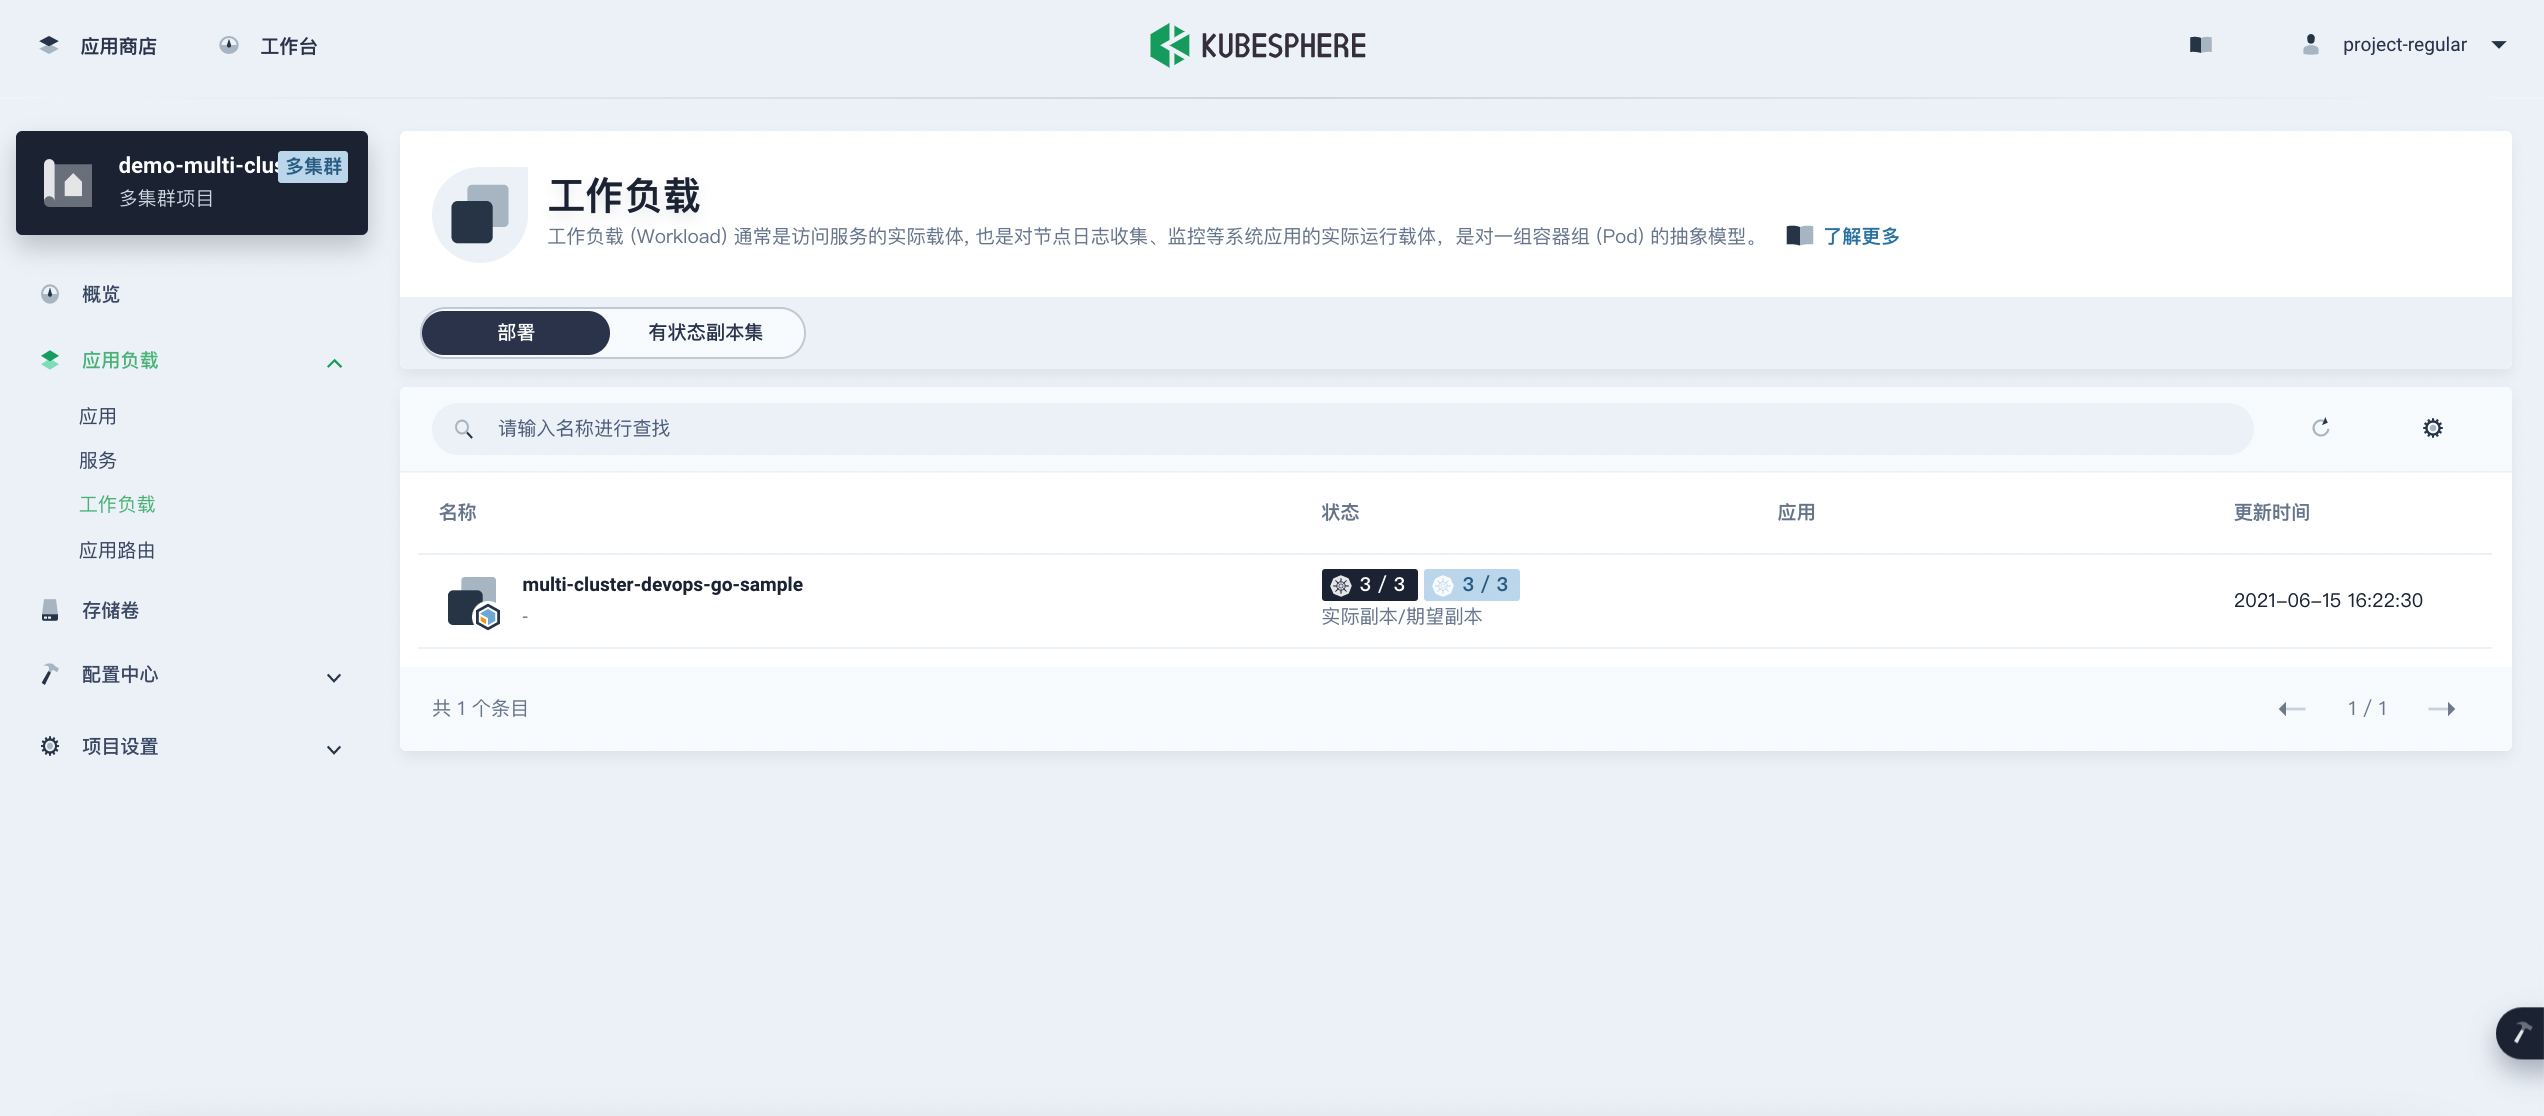 应用商店
工作台
KUBESPHERE
project-regular
demo-multi-clus
多集群
多集群项目
概览
应用负载
应用
服务
工作负载
应用路由
存储卷
配置中心
项目设置
工作负载
工作负载 (Workload) 通常是访问服务的实际载体, 也是对节点日志收集、监控等系统应用的实际运行载体，是对一组容器组 (Pod) 的抽象模型。 了解更多
部署 有状态副本集
请输入名称进行查找
名称 状态 应用 更新时间
multi-cluster-devops-go-sample
-
3 / 3 3 / 3
实际副本/期望副本
2021-06-15 16:22:30
共 1 个条目
1 / 1